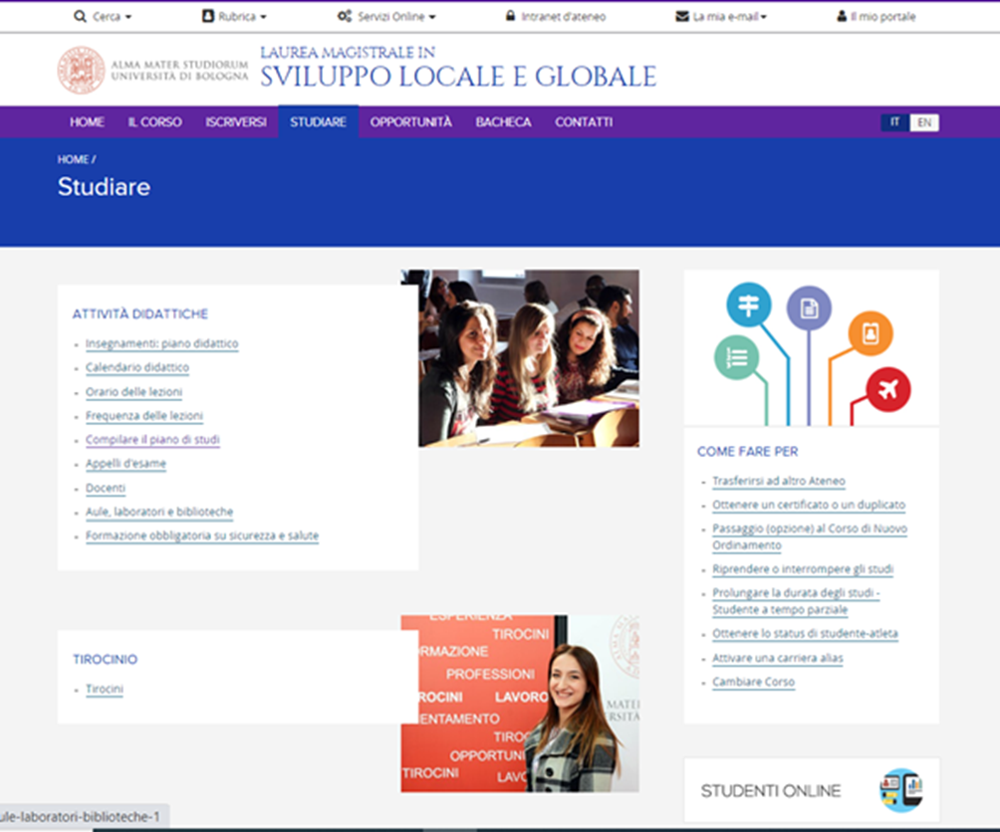 Cerca
Rubrica
Servizi Online
Intranet d'ateneo
La mia e-mail
Il mio portale
ALMA MATER STUDIORUM
UNIVERSITÀ DI BOLOGNA
LAUREA MAGISTRALE IN
SVILUPPO LOCALE E GLOBALE
HOME IL CORSO ISCRIVERSI STUDIARE OPPORTUNITÀ BACHECA CONTATTI IT EN
HOME /
Studiare
ATTIVITÀ DIDATTICHE
Insegnamenti: piano didattico
Calendario didattico
Orario delle lezioni
Frequenza delle lezioni
Compilare il piano di studi
Appelli d'esame
Docenti
Aule, laboratori e biblioteche
Formazione obbligatoria su sicurezza e salute
TIROCINIO
Tirocini
ESPERIENZA
TIROCINI
RMAZIONE
PROFESSIONI
ROCINI LAVORO
ENTAMENTO
TIROC
OPPORTUNI
TIROCINI LAVO
MATE
RSITÀ
COME FARE PER
Trasferirsi ad altro Ateneo
Ottenere un certificato o un duplicato
Passaggio (opzione) al Corso di Nuovo
Ordinamento
Riprendere o interrompere gli studi
Prolungare la durata degli studi -
Studente a tempo parziale
Ottenere lo status di studente-atleta
Attivare una carriera alias
Cambiare Corso
STUDENTI ONLINE
ule-laboratori-biblioteche-1